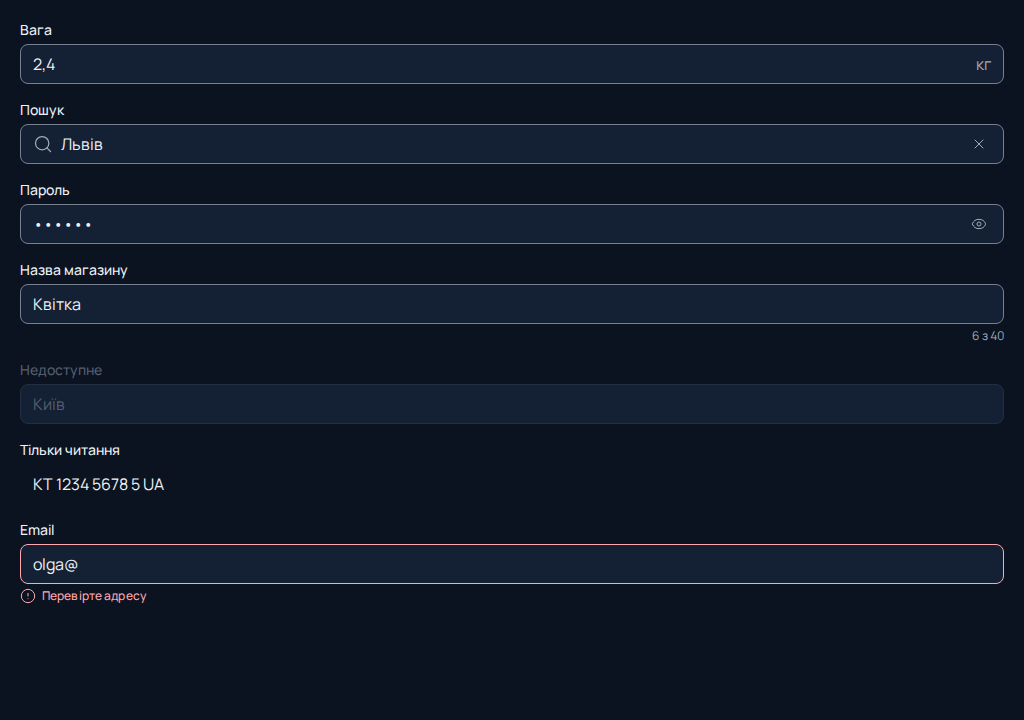 Вага
2,4 кг
Пошук
Львів
Пароль
••••••
Назва магазину
Квітка
6 з 40
Недоступне
Київ
Тільки читання
KT 1234 5678 5 UA
Email
olga@
Перевірте адресу